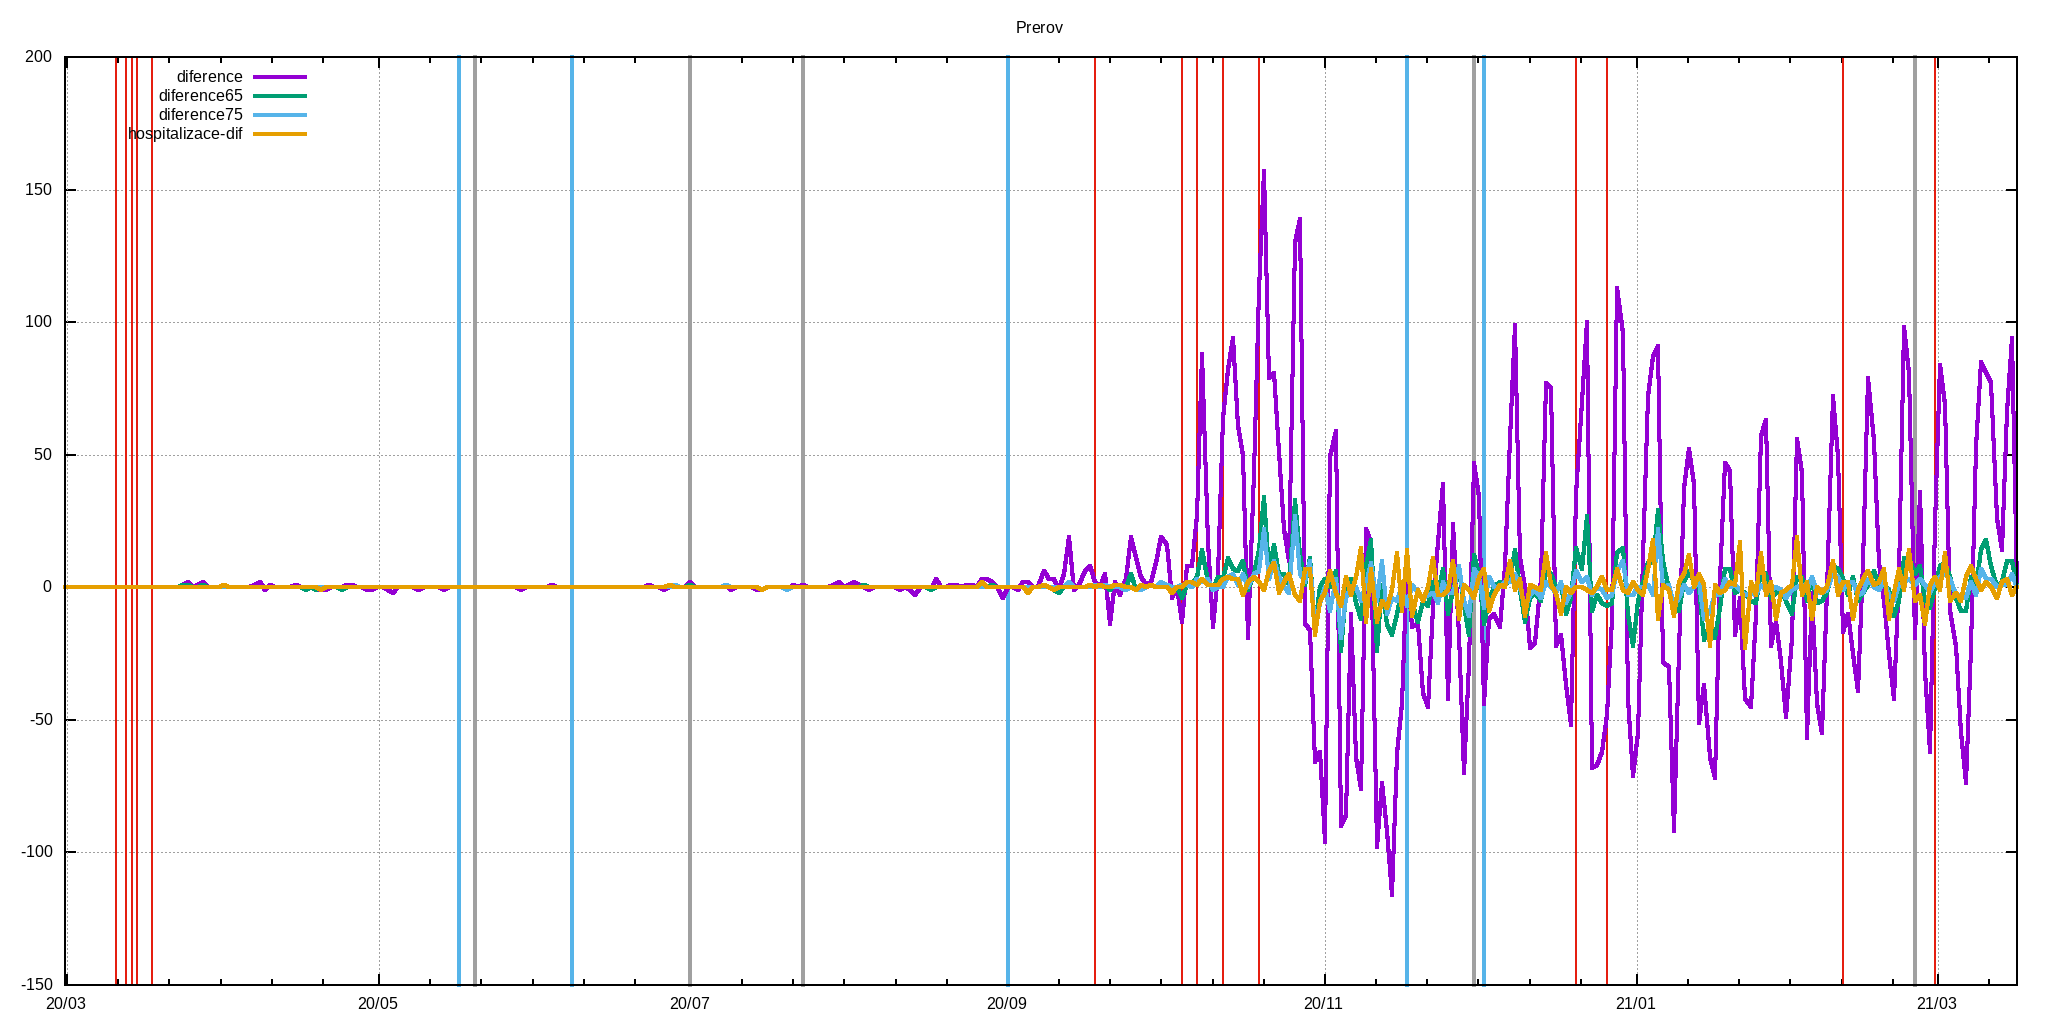 Prerov
200
diference
diference65
diference75
hospitalizace-dif
150
100
50
0
-50
-100
-150
20/03 20/05 20/07 20/09 20/11 21/01 21/03